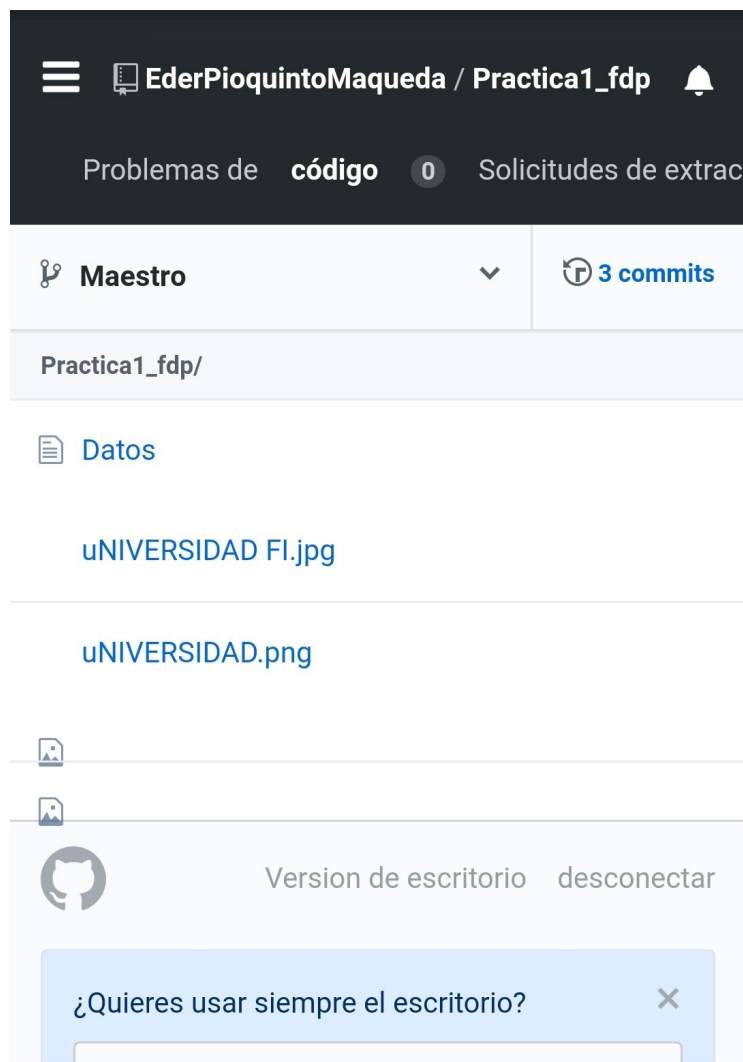 EderPioquintoMaqueda / Practica1_fdp
Problemas de código 0 Solicitudes de extrac
Maestro 3 commits
Practica1_fdp/
Datos
uNIVERSIDAD FI.jpg
uNIVERSIDAD.png
Version de escritorio desconectar
¿Quieres usar siempre el escritorio?